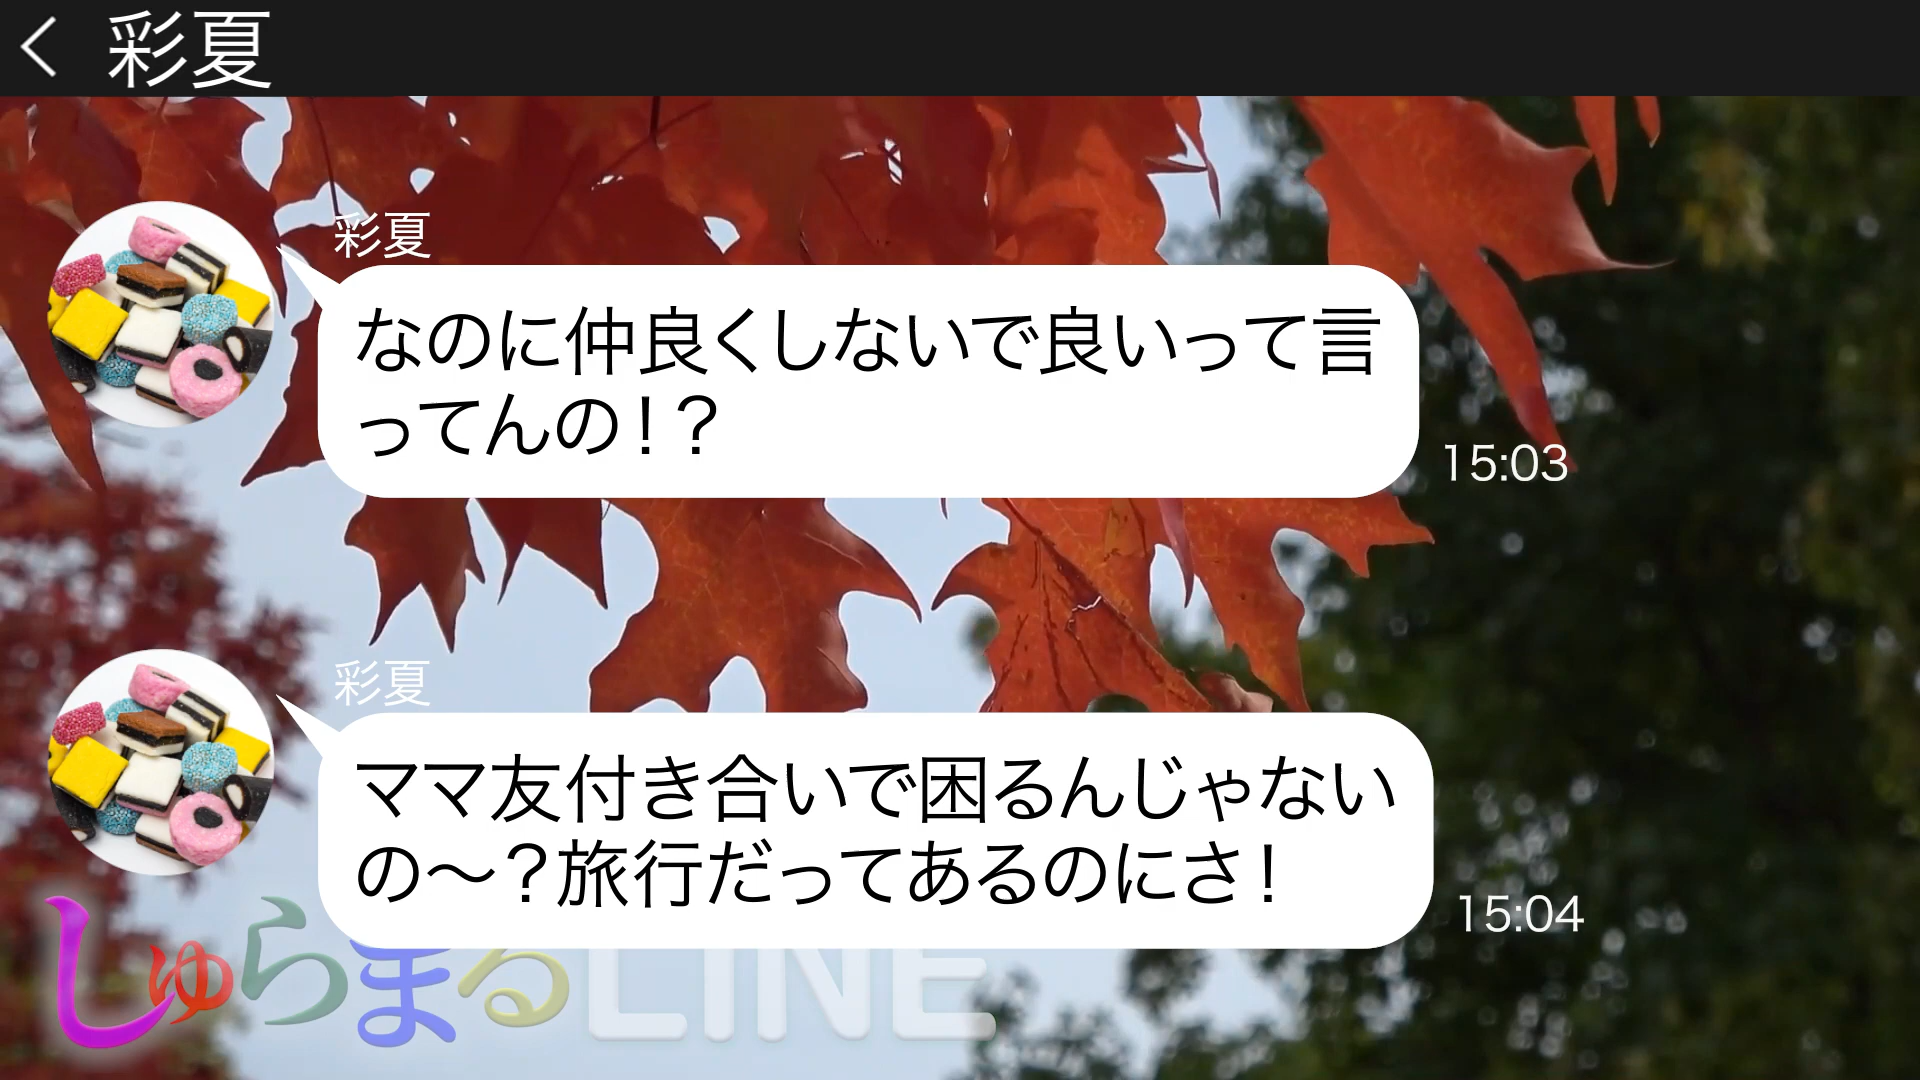 彩夏
彩夏
なのに仲良くしないで良いって言
ってんの！？
15:03
彩夏
ママ友付き合いで困るんじゃない
の～？旅行だってあるのにさ！
15:04
しゅらまるLINE